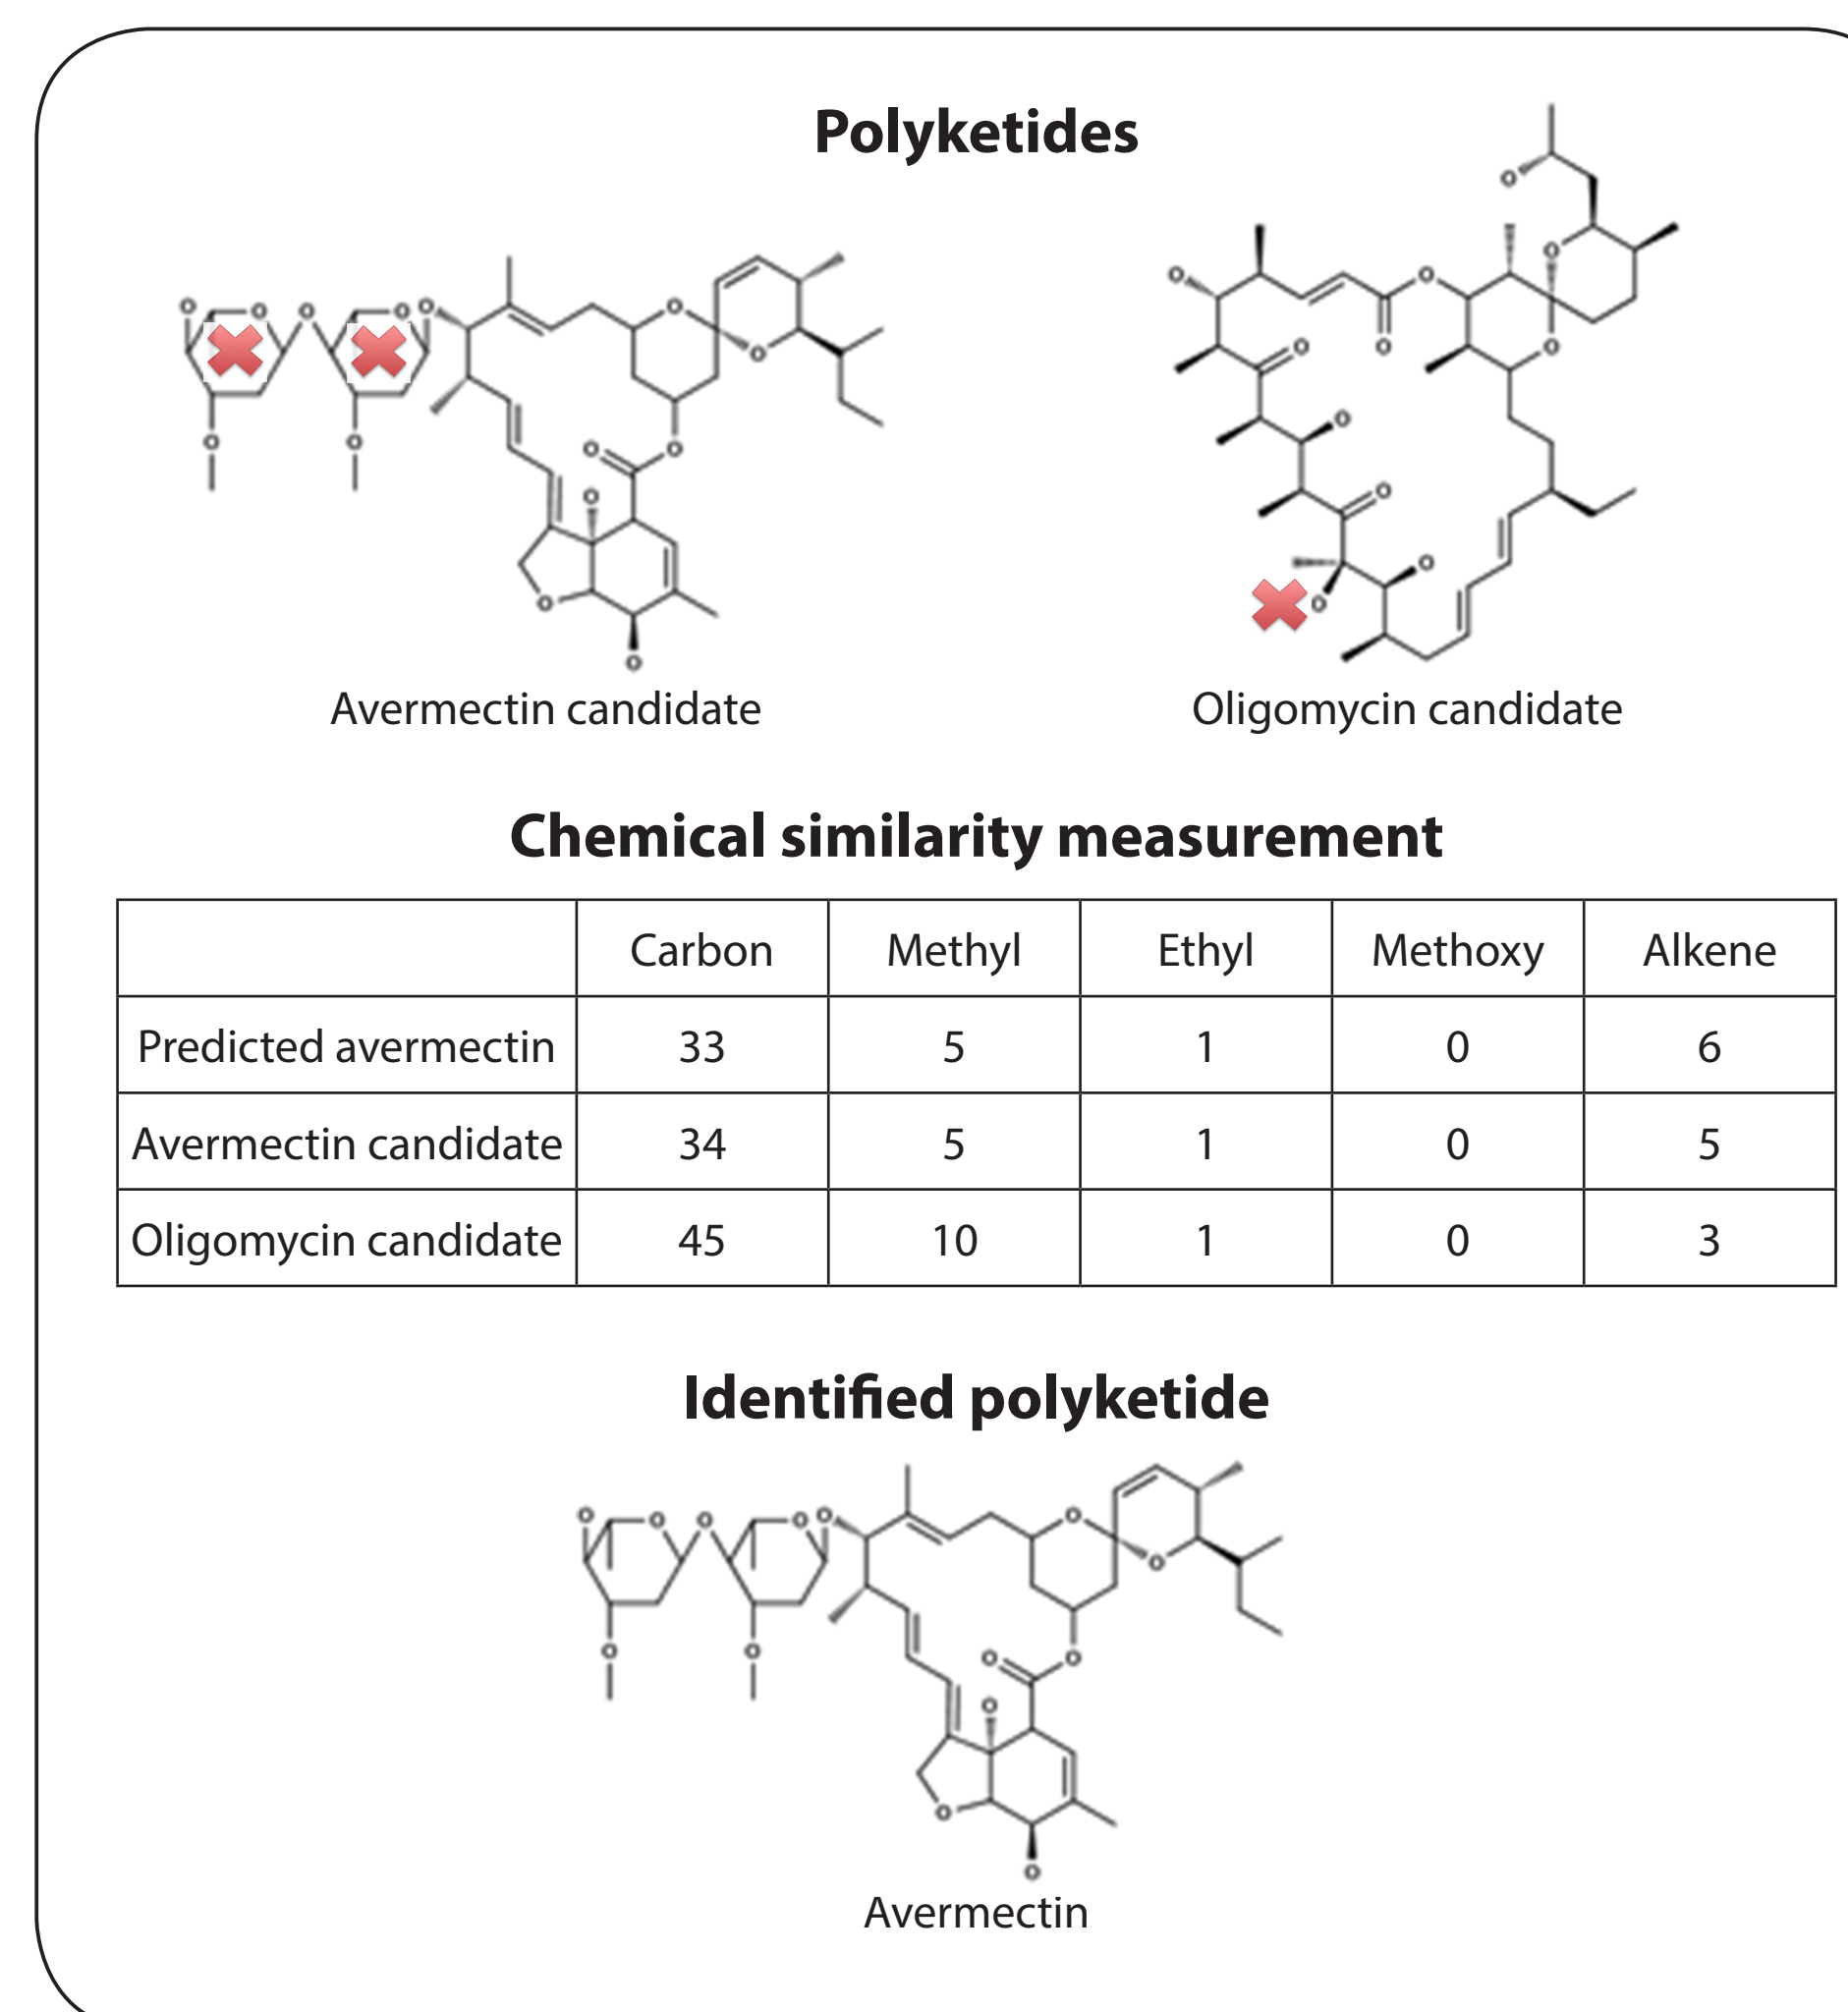 Polyketides
O
O O O O O O O
O O O O O O
O O O
O O O
O O O
O O
O O
O
Avermectin candidate Oligomycin candidate
Chemical similarity measurement
Carbon Methyl Ethyl Methoxy Alkene
Predicted avermectin 33 5 1 0 6
Avermectin candidate 34 5 1 0 5
Oligomycin candidate 45 10 1 0 3
Identified polyketide
O O O O O O
O
O O O O
O
O
O
Avermectin